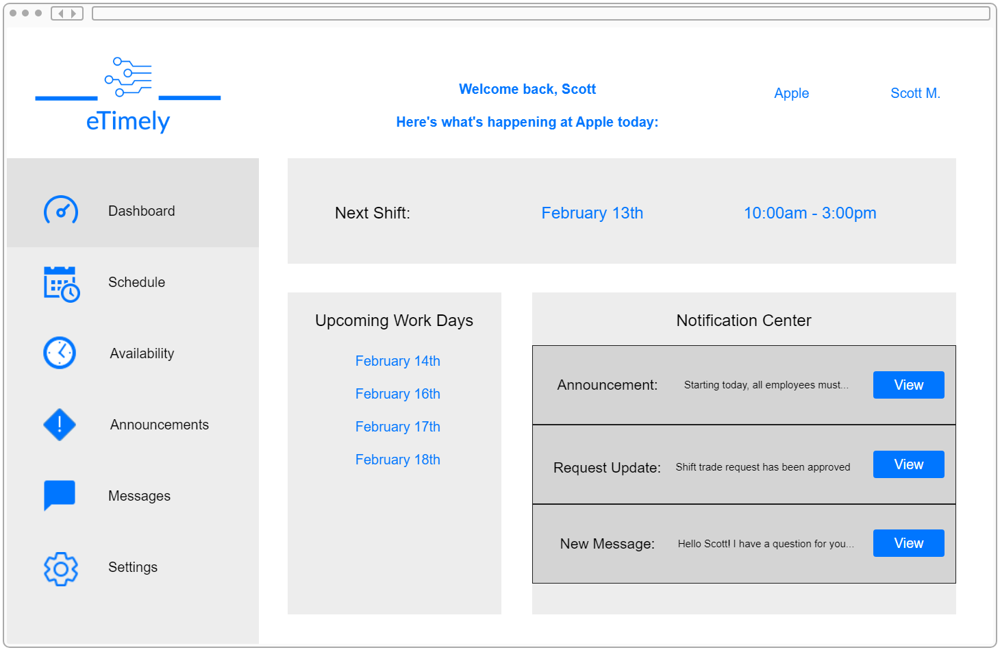 eTimely
Welcome back, Scott
Here's what's happening at Apple today:
Apple
Scott M.
Dashboard
Schedule
Availability
Announcements
Messages
Settings
Next Shift:
February 13th
10:00am - 3:00pm
Upcoming Work Days
February 14th
February 16th
February 17th
February 18th
Notification Center
Announcement:
Starting today, all employees must...
View
Request Update:
Shift trade request has been approved
View
New Message:
Hello Scott! I have a question for you...
View